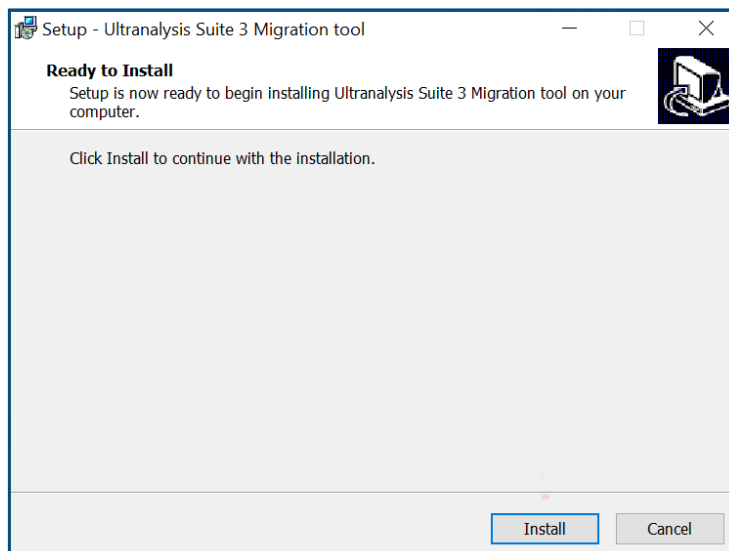 Setup - Ultranalysis Suite 3 Migration tool
Ready to Install
Setup is now ready to begin installing Ultranalysis Suite 3 Migration tool on your
computer.
Click Install to continue with the installation.
Install
Cancel